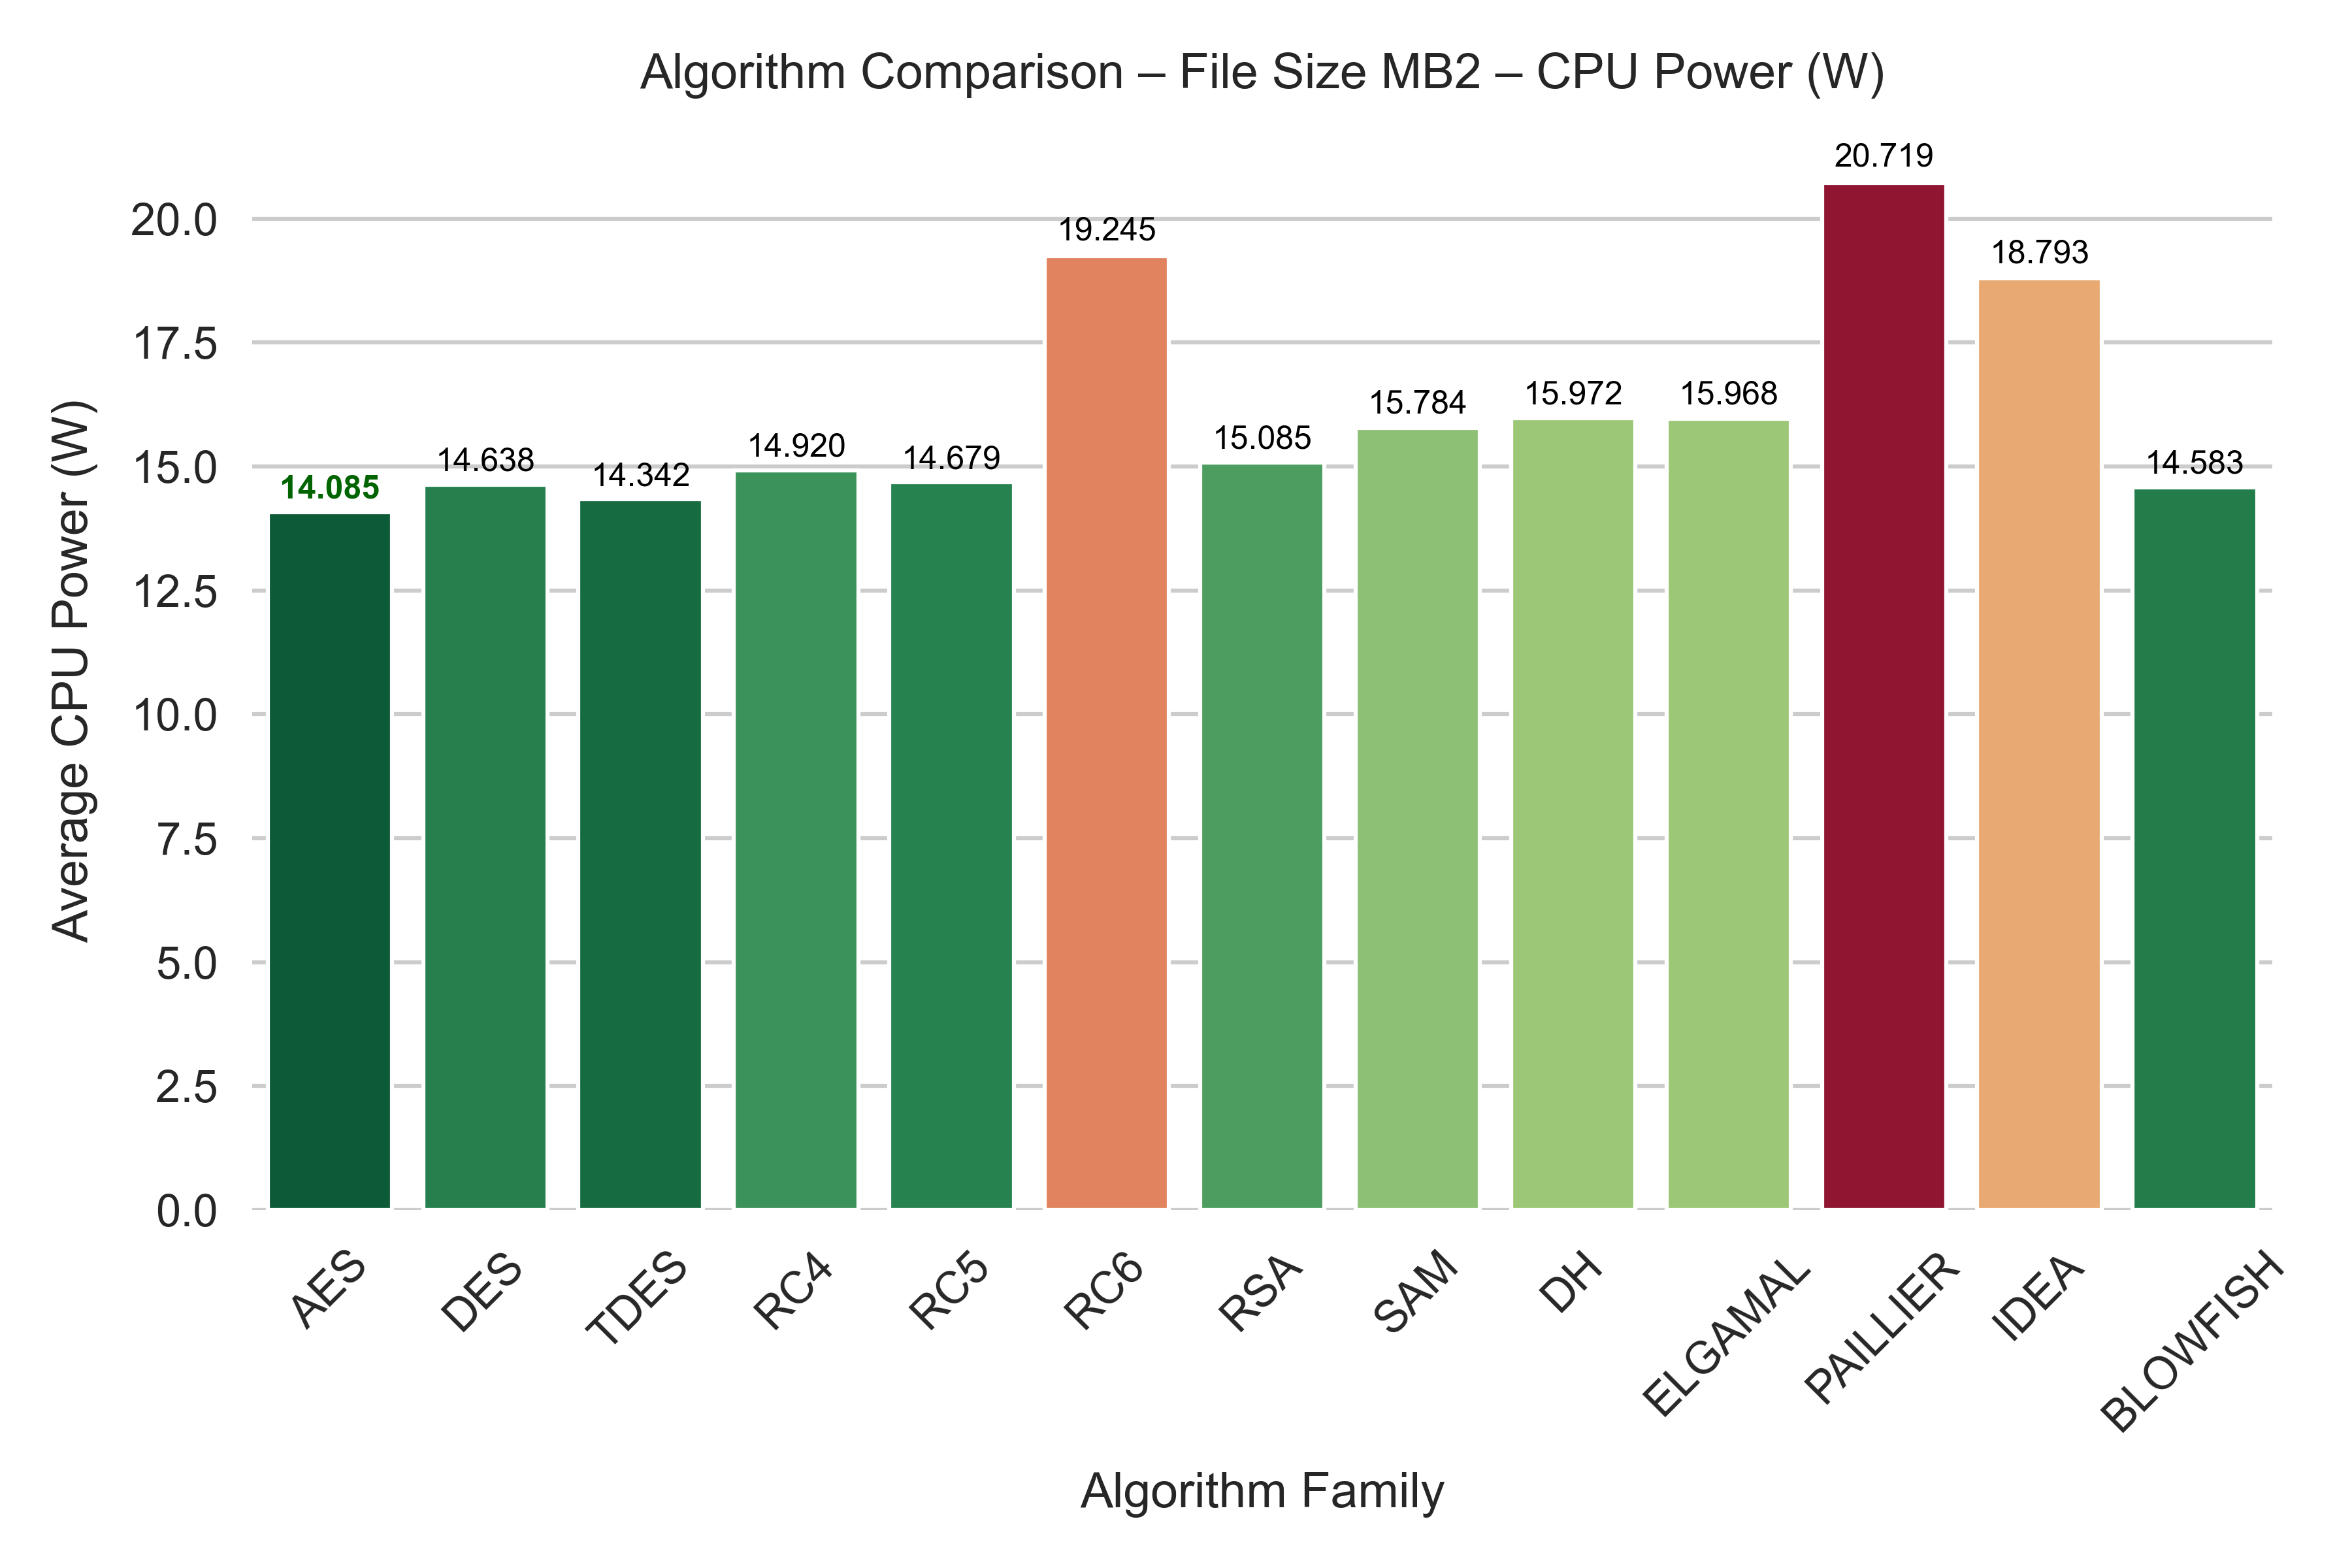 Algorithm Comparison – File Size MB2 – CPU Power (W)
Average CPU Power (W)
20.0
17.5
15.0
12.5
10.0
7.5
5.0
2.5
0.0
14.085
14.638
14.342
14.920
14.679
19.245
15.085
15.784
15.972
15.968
20.719
18.793
14.583
AES
DES
TDES
RC4
RC5
RC6
RSA
SAM
DH
ELGAMAL
PAILLIER
IDEA
BLOWFISH
Algorithm Family